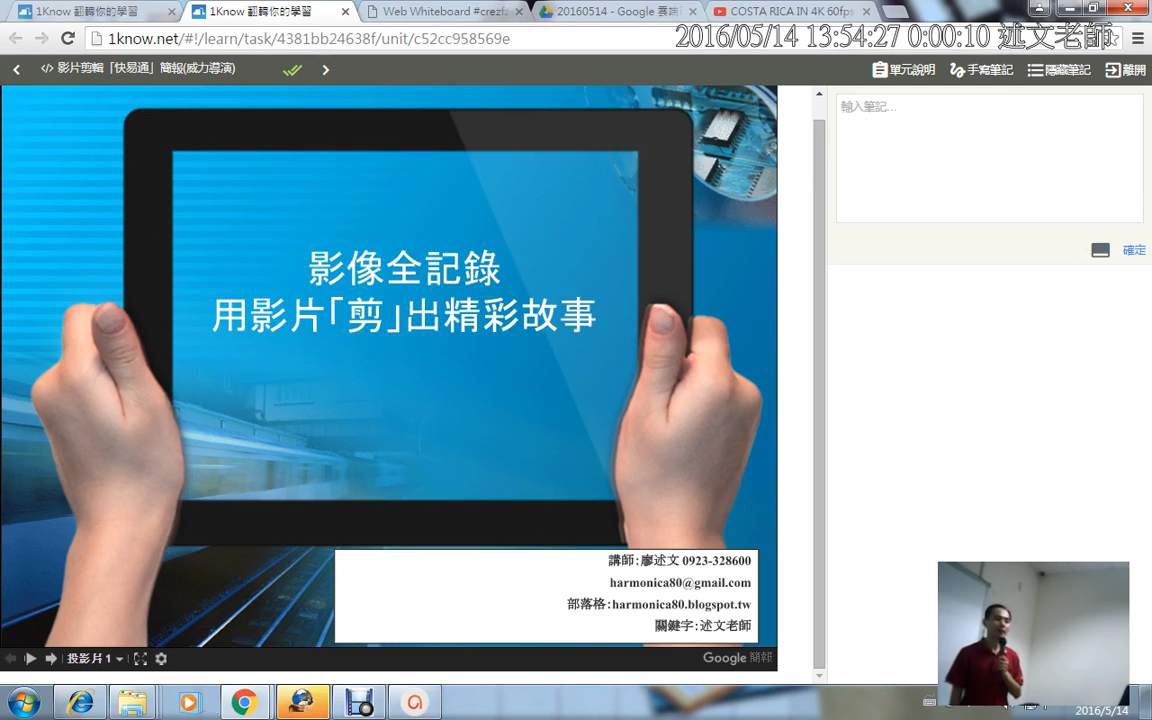 1Know 翻轉你的學習
1Know 翻轉你的學習
Web Whiteboard #crezf
20160514 - Google 雲端
COSTA RICA IN 4K 60fps
1know.net/#!/learn/task/4381bb24638f/unit/c52cc958569e
2016/05/14 13:54:27 0:00:10 述文老師
影片剪輯「快易通」簡報(威力導演)
單元說明
手寫筆記
隱藏筆記
離開
輸入筆記...
確定
影像全記錄
用影片「剪」出精彩故事
講師:廖述文 0923-328600
harmonica80@gmail.com
部落格:harmonica80.blogspot.tw
關鍵字:述文老師
投影片 1
Google 簡報
2016/5/14